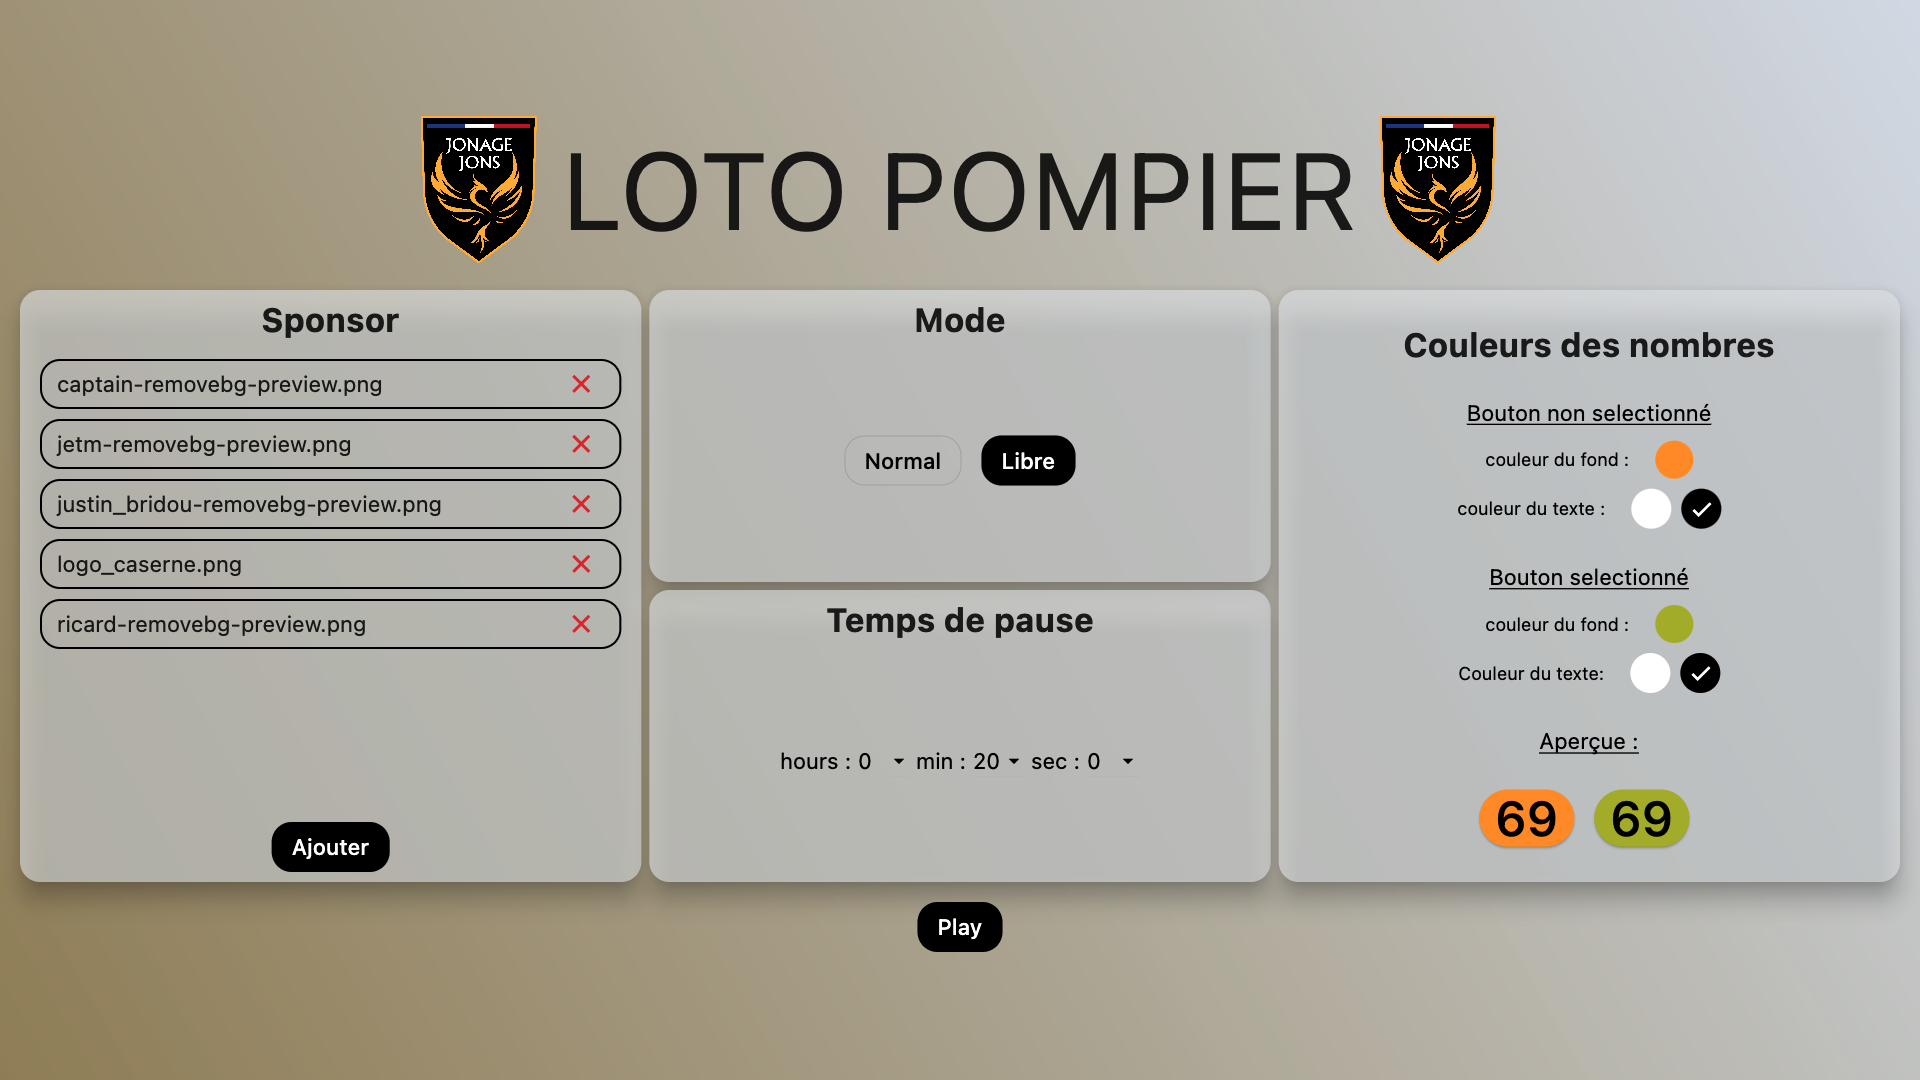 JONAGE
JONS
LOTO POMPIER
JONAGE
JONS
Sponsor
captain-removebg-preview.png
jetm-removebg-preview.png
justin_bridou-removebg-preview.png
logo_caserne.png
ricard-removebg-preview.png
Ajouter
Mode
Normal Libre
Temps de pause
hours : 0 min : 20 sec : 0
Play
Couleurs des nombres
Bouton non selectionné
couleur du fond :
couleur du texte :
Bouton selectionné
couleur du fond :
Couleur du texte:
Aperçue :
69 69